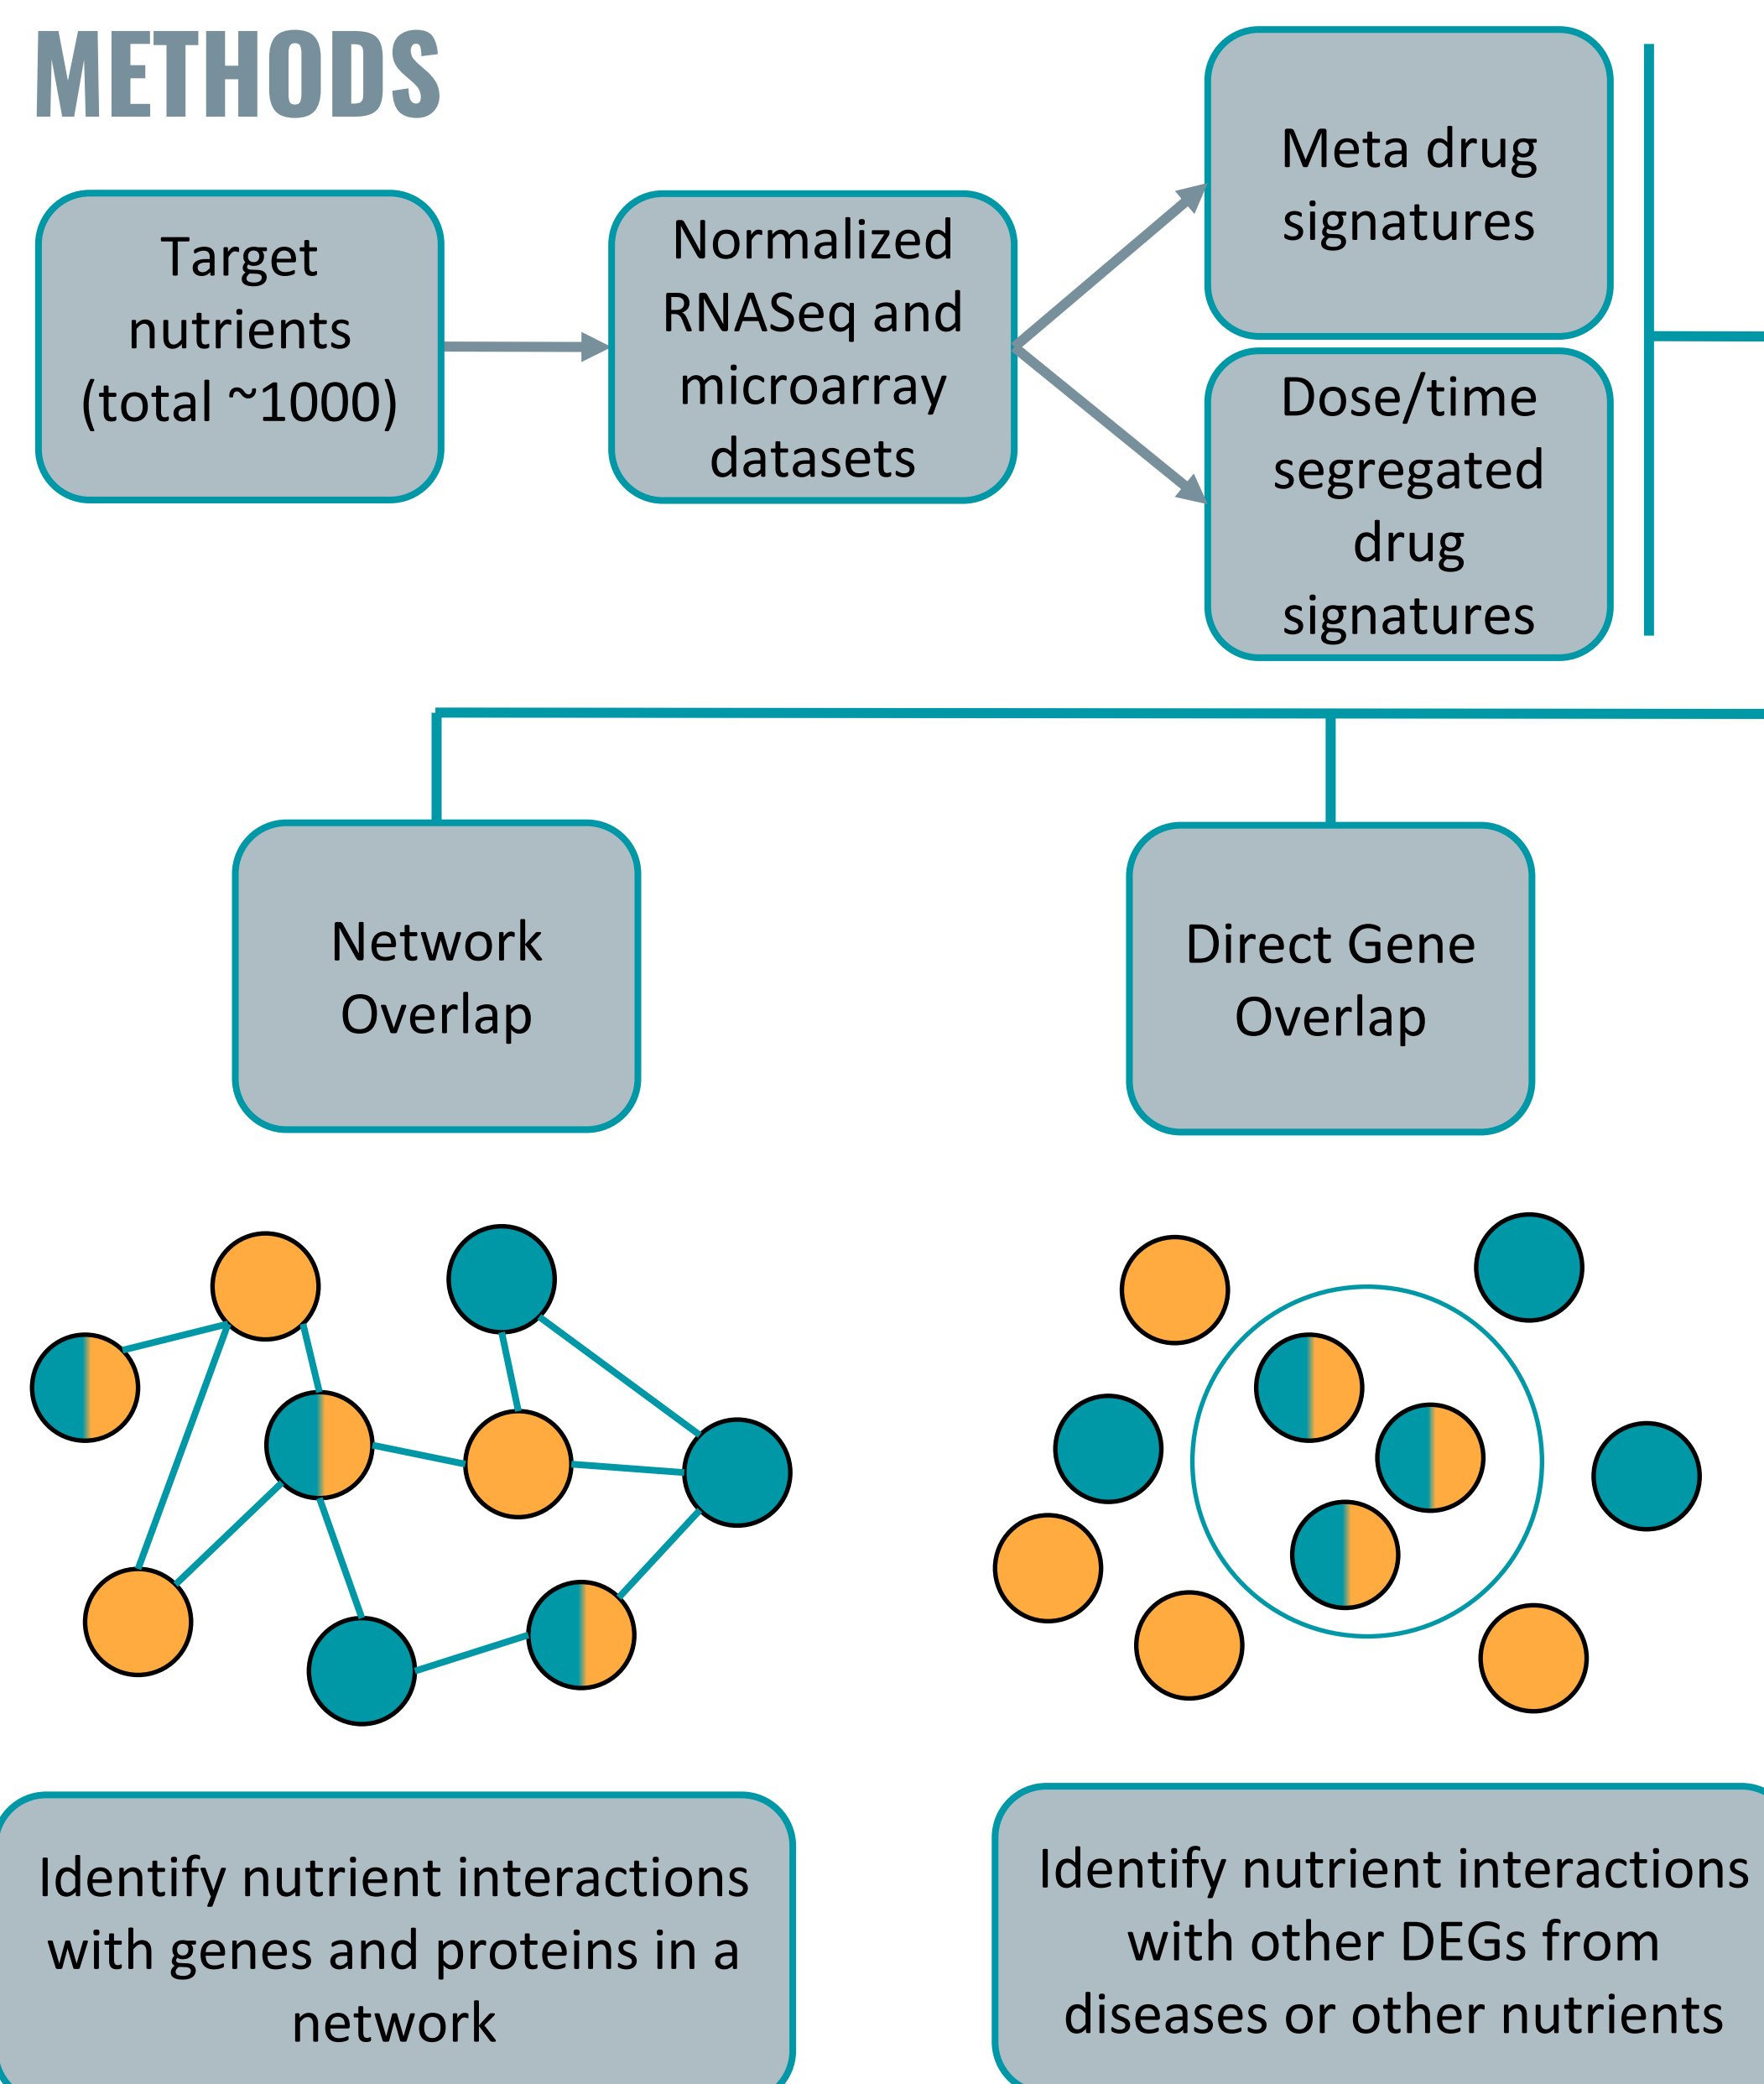 METHODS
Target
nutrients
(total ~1000)
Normalized
RNASeq and
microarray
datasets
Meta drug
signatures
Dose/time
segregated
drug
signatures
Network
Overlap
Direct Gene
Overlap
Identify nutrient interactions
with genes and proteins in a
network
Identify nutrient interactions
with other DEGs from
diseases or other nutrients